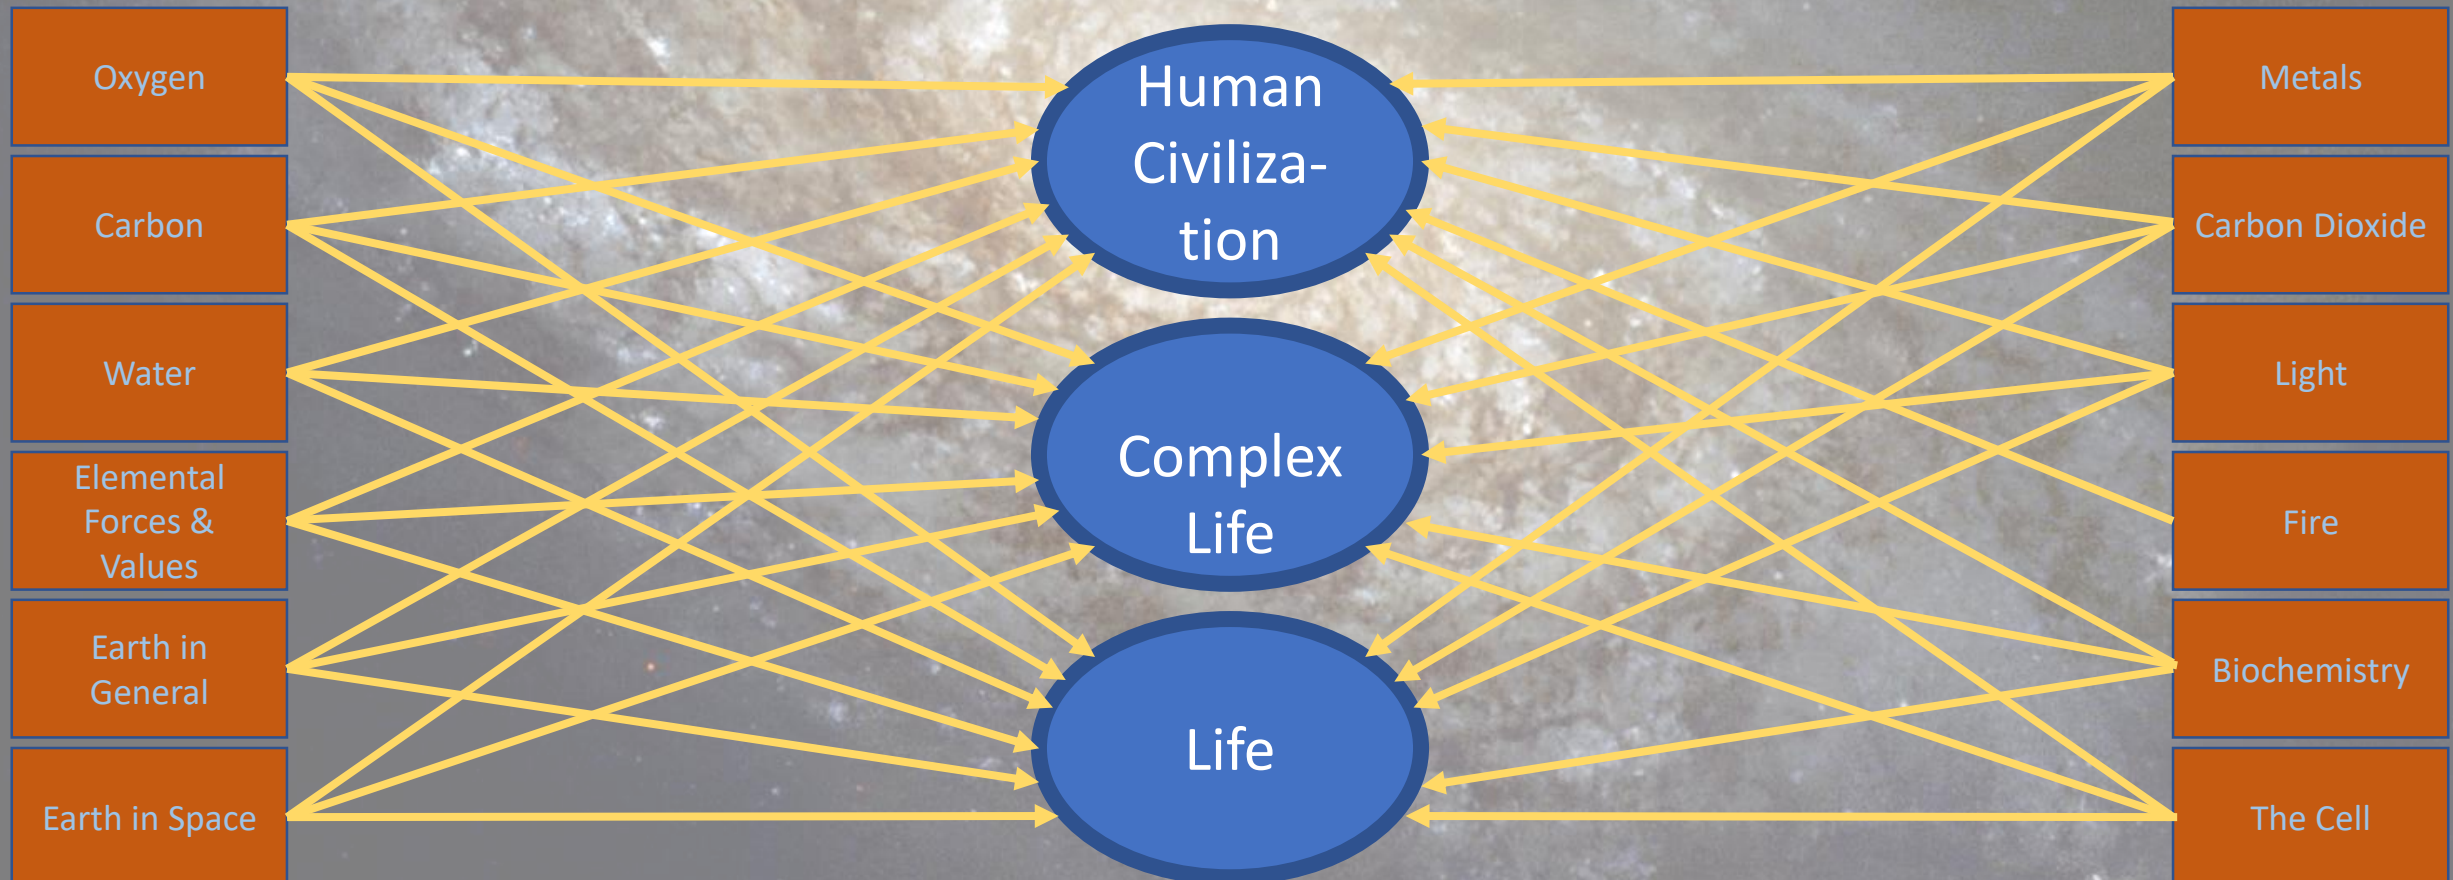 Oxygen
Carbon
Water
Elemental
Forces &
Values
Earth in
General
Earth in Space
Human
Civiliza-
tion
Complex
Life
Life
Metals
Carbon Dioxide
Light
Fire
Biochemistry
The Cell